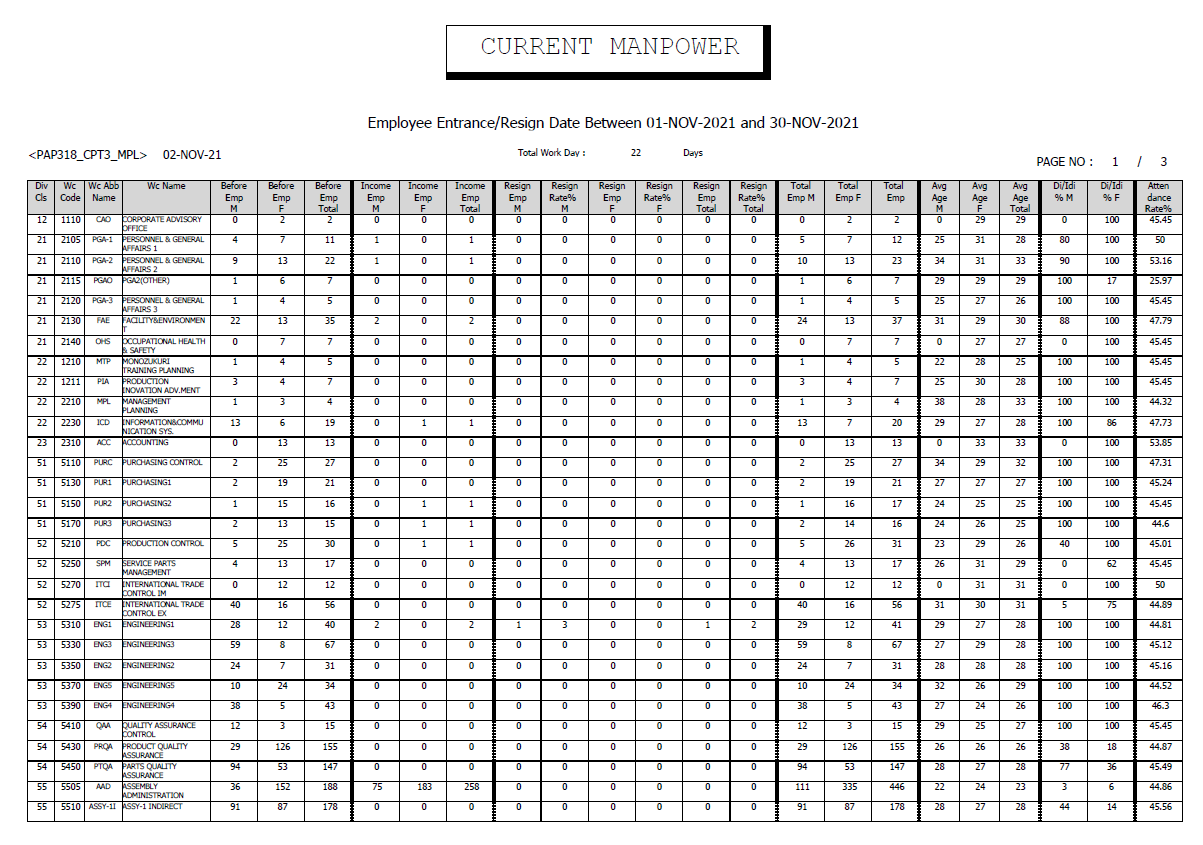 CURRENT MANPOWER
Employee Entrance/Resign Date Between 01-NOV-2021 and 30-NOV-2021
<PAP318_CPT3_MPL> 02-NOV-21 Total Work Day : 22 Days
PAGE NO : 1 / 3
Div Wc Wc Abb Wc Name Before Before Before Income Income Income Resign Resign Resign Resign Resign Resign Total Total Total Avg Avg Avg Di/Idi Di/Idi Atten
Cls Code Name Emp Emp Emp Emp Emp Emp Emp Rate% Emp Rate% Emp Rate% Emp M Emp F Emp Age Age Age % M % F dance
M F Total M F Total M M F F Total Total M F Total Rate%
12 1110 CAO CORPORATE ADVISORY 0 2 2 0 0 0 0 0 0 0 0 0 0 2 2 0 29 29 0 100 45.45
OFFICE
21 2105 PGA-1 PERSONNEL & GENERAL 4 7 11 1 0 1 0 0 0 0 0 0 5 7 12 25 31 28 80 100 50
AFFAIRS 1
21 2110 PGA-2 PERSONNEL & GENERAL 9 13 22 1 0 1 0 0 0 0 0 0 10 13 23 34 31 33 90 100 53.16
AFFAIRS 2
21 2115 PGAO PGA2(OTHER) 1 6 7 0 0 0 0 0 0 0 0 0 1 6 7 29 29 29 100 17 25.97
21 2120 PGA-3 PERSONNEL & GENERAL 1 4 5 0 0 0 0 0 0 0 0 0 1 4 5 25 27 26 100 100 45.45
AFFAIRS 3
21 2130 FAE FACILITY&ENVIRONMEN 22 13 35 2 0 2 0 0 0 0 0 0 24 13 37 31 29 30 88 100 47.79
T
21 2140 OHS OCCUPATIONAL HEALTH 0 7 7 0 0 0 0 0 0 0 0 0 0 7 7 0 27 27 0 100 45.45
& SAFETY
22 1210 MTP MONOZUKURI 1 4 5 0 0 0 0 0 0 0 0 0 1 4 5 22 28 25 100 100 45.45
TRAINING PLANNING
22 1211 PIA PRODUCTION 3 4 7 0 0 0 0 0 0 0 0 0 3 4 7 25 30 28 100 100 45.45
INOVATION ADV.MENT
22 2210 MPL MANAGEMENT 1 3 4 0 0 0 0 0 0 0 0 0 1 3 4 38 28 33 100 100 44.32
PLANNING
22 2230 ICD INFORMATION&COMMU 13 6 19 0 1 1 0 0 0 0 0 0 13 7 20 29 27 28 100 86 47.73
NICATION SYS.
23 2310 ACC ACCOUNTING 0 13 13 0 0 0 0 0 0 0 0 0 0 13 13 0 33 33 0 100 53.85
51 5110 PURC PURCHASING CONTROL 2 25 27 0 0 0 0 0 0 0 0 0 2 25 27 34 29 32 100 100 47.31
51 5130 PUR1 PURCHASING1 2 19 21 0 0 0 0 0 0 0 0 0 2 19 21 27 27 27 100 100 45.24
51 5150 PUR2 PURCHASING2 1 15 16 0 1 1 0 0 0 0 0 0 1 16 17 24 25 25 100 100 45.45
51 5170 PUR3 PURCHASING3 2 13 15 0 1 1 0 0 0 0 0 0 2 14 16 24 26 25 100 100 44.6
52 5210 PDC PRODUCTION CONTROL 5 25 30 0 1 1 0 0 0 0 0 0 5 26 31 23 29 26 40 100 45.01
52 5250 SPM SERVICE PARTS 4 13 17 0 0 0 0 0 0 0 0 0 4 13 17 26 31 29 0 62 45.45
MANAGEMENT
52 5270 ITCI INTERNATIONAL TRADE 0 12 12 0 0 0 0 0 0 0 0 0 0 12 12 0 31 31 0 100 50
CONTROL IM
52 5275 ITCE INTERNATIONAL TRADE 40 16 56 0 0 0 0 0 0 0 0 0 40 16 56 31 30 31 5 75 44.89
CONTROL EX
53 5310 ENG1 ENGINEERING1 28 12 40 2 0 2 1 3 0 0 1 2 29 12 41 29 27 28 100 100 44.81
53 5330 ENG3 ENGINEERING3 59 8 67 0 0 0 0 0 0 0 0 0 59 8 67 27 29 28 100 100 45.12
53 5350 ENG2 ENGINEERING2 24 7 31 0 0 0 0 0 0 0 0 0 24 7 31 28 28 28 100 100 45.16
53 5370 ENG5 ENGINEERING5 10 24 34 0 0 0 0 0 0 0 0 0 10 24 34 32 26 29 100 100 44.52
53 5390 ENG4 ENGINEERING4 38 5 43 0 0 0 0 0 0 0 0 0 38 5 43 27 24 26 100 100 46.3
54 5410 QAA QUALITY ASSURANCE 12 3 15 0 0 0 0 0 0 0 0 0 12 3 15 29 25 27 100 100 45.45
CONTROL
54 5430 PRQA PRODUCT QUALITY 29 126 155 0 0 0 0 0 0 0 0 0 29 126 155 26 26 26 38 18 44.87
ASSURANCE
54 5450 PTQA PARTS QUALITY 94 53 147 0 0 0 0 0 0 0 0 0 94 53 147 28 27 28 77 36 45.49
ASSURANCE
55 5505 AAD ASSEMBLY 36 152 188 75 183 258 0 0 0 0 0 0 111 335 446 22 24 23 3 6 44.86
ADMINISTRATION
55 5510 ASSY-1I ASSY-1 INDIRECT 91 87 178 0 0 0 0 0 0 0 0 0 91 87 178 28 27 28 44 14 45.56